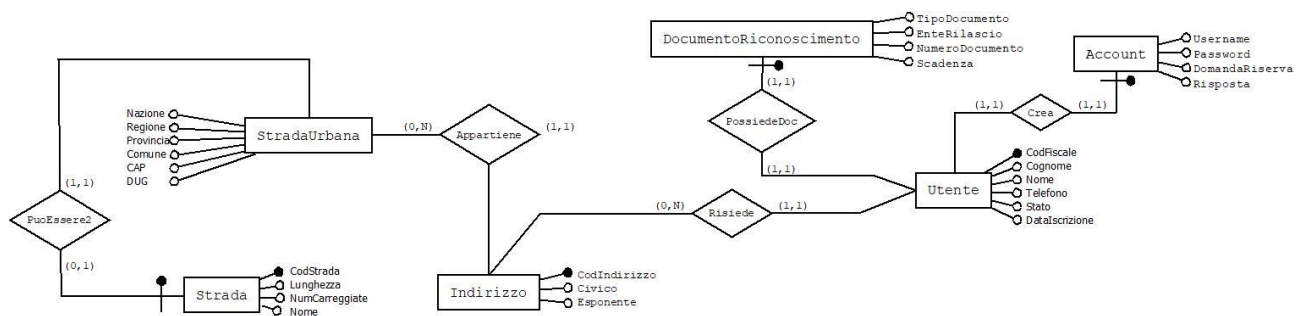 DocumentoRiconoscimento
TipoDocumento
EnteRilascio
NumeroDocumento
Scadenza
Account
Username
Password
DomandaRiserva
Risposta
(1,1)
(1,1)
Crea
(1,1)
PossiedeDoc
(1,1)
Nazione
Regione
Provincia
Comune
CAP
DUG
StradaUrbana
(0,N)
Appartiene
(1,1)
Utente
CodFiscale
Cognome
Nome
Telefono
Stato
DataIscrizione
(1,1)
PuoEssere2
(0,1)
(0,N)
Risiede
(1,1)
Strada
CodStrada
Lunghezza
NumCarreggiate
Nome
Indirizzo
CodIndirizzo
Civico
Esponente